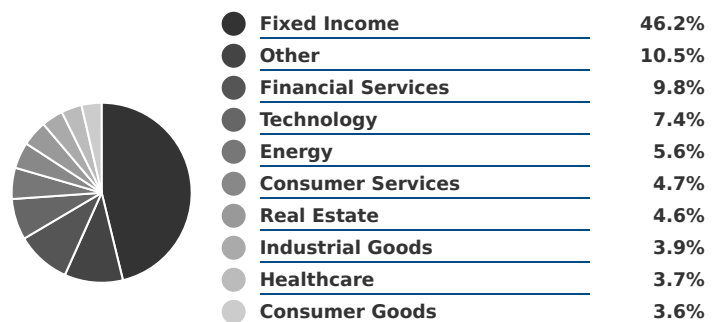 Fixed Income 46.2%
Other 10.5%
Financial Services 9.8%
Technology 7.4%
Energy 5.6%
Consumer Services 4.7%
Real Estate 4.6%
Industrial Goods 3.9%
Healthcare 3.7%
Consumer Goods 3.6%